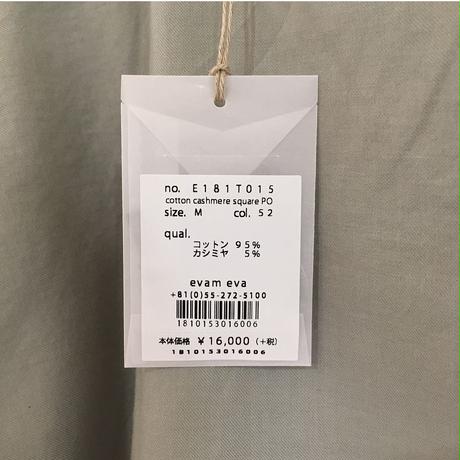 no. E181T015
cotton cashmere square PO
size. M col. 52
qual.
コットン 95%
カシミヤ 5%
evam eva
+81(0)55-272-5100
1810153016006
本体価格 ¥16,000 (+税)
1810153016006